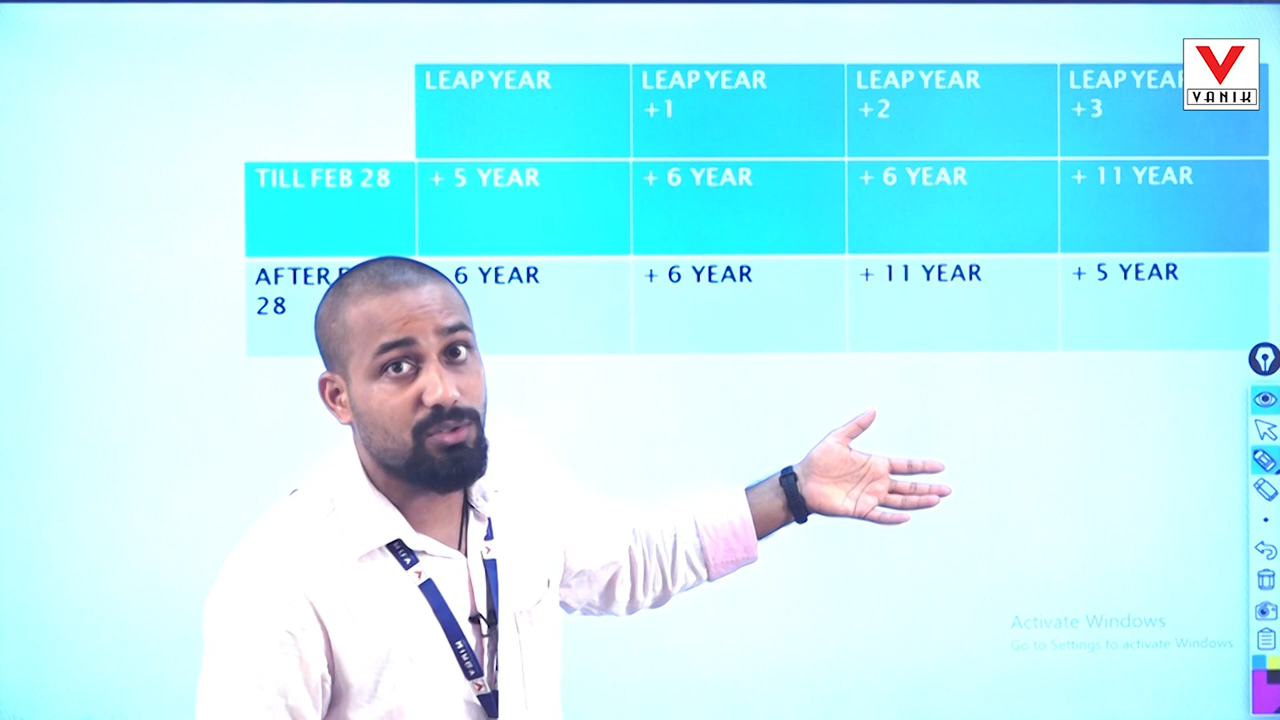 LEAP YEAR
LEAP YEAR
+1
LEAP YEAR
+2
+3
VANIK
TILL FEB 28
+ 5 YEAR
+ 6 YEAR
+ 6 YEAR
+ 11 YEAR
AFTER
28
6 YEAR
+ 6 YEAR
+ 11 YEAR
+ 5 YEAR
Activate Windows
Go to Settings to activate Windows